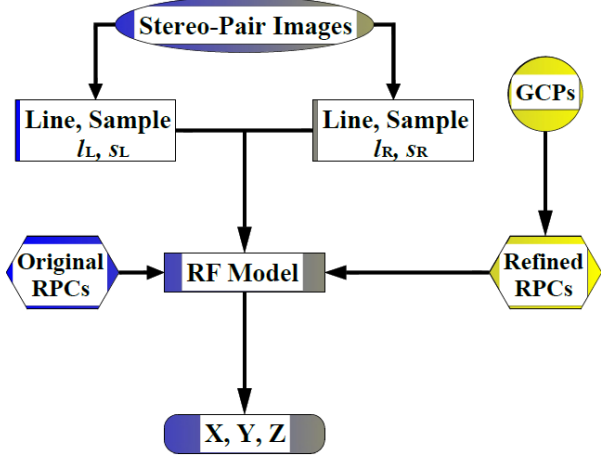 Stereo-Pair Images
GCPs
Line, Sample
lL, sL
Line, Sample
lR, sR
Original
RPCs
RF Model
Refined
RPCs
X, Y, Z